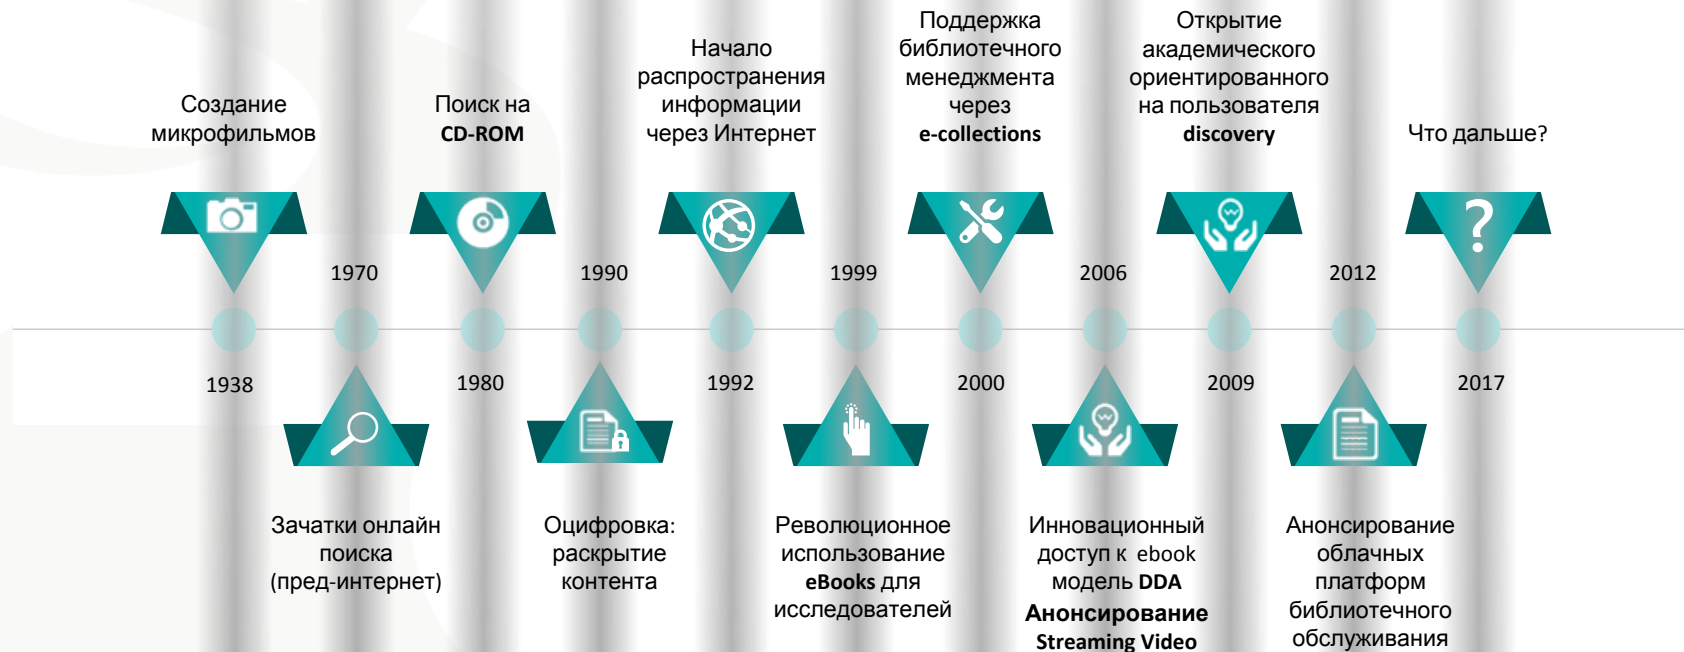 Создание
микрофильмов
1938
1970
Зачатки онлайн
поиска
(пред-интернет)
Поиск на
CD-ROM
1980
1990
Оцифровка:
раскрытие
контента
Начало
распространения
информации
через Интернет
1992
1999
Революционное
использование
eBooks для
исследователей
Поддержка
библиотечного
менеджмента
через
e-collections
2000
2006
Инновационный
доступ к ebook
модель DDA
Анонсирование
Streaming Video
Открытие
академического
ориентированного
на пользователя
discovery
2009
2012
Анонсирование
облачных
платформ
библиотечного
обслуживания
Что дальше?
?
2017